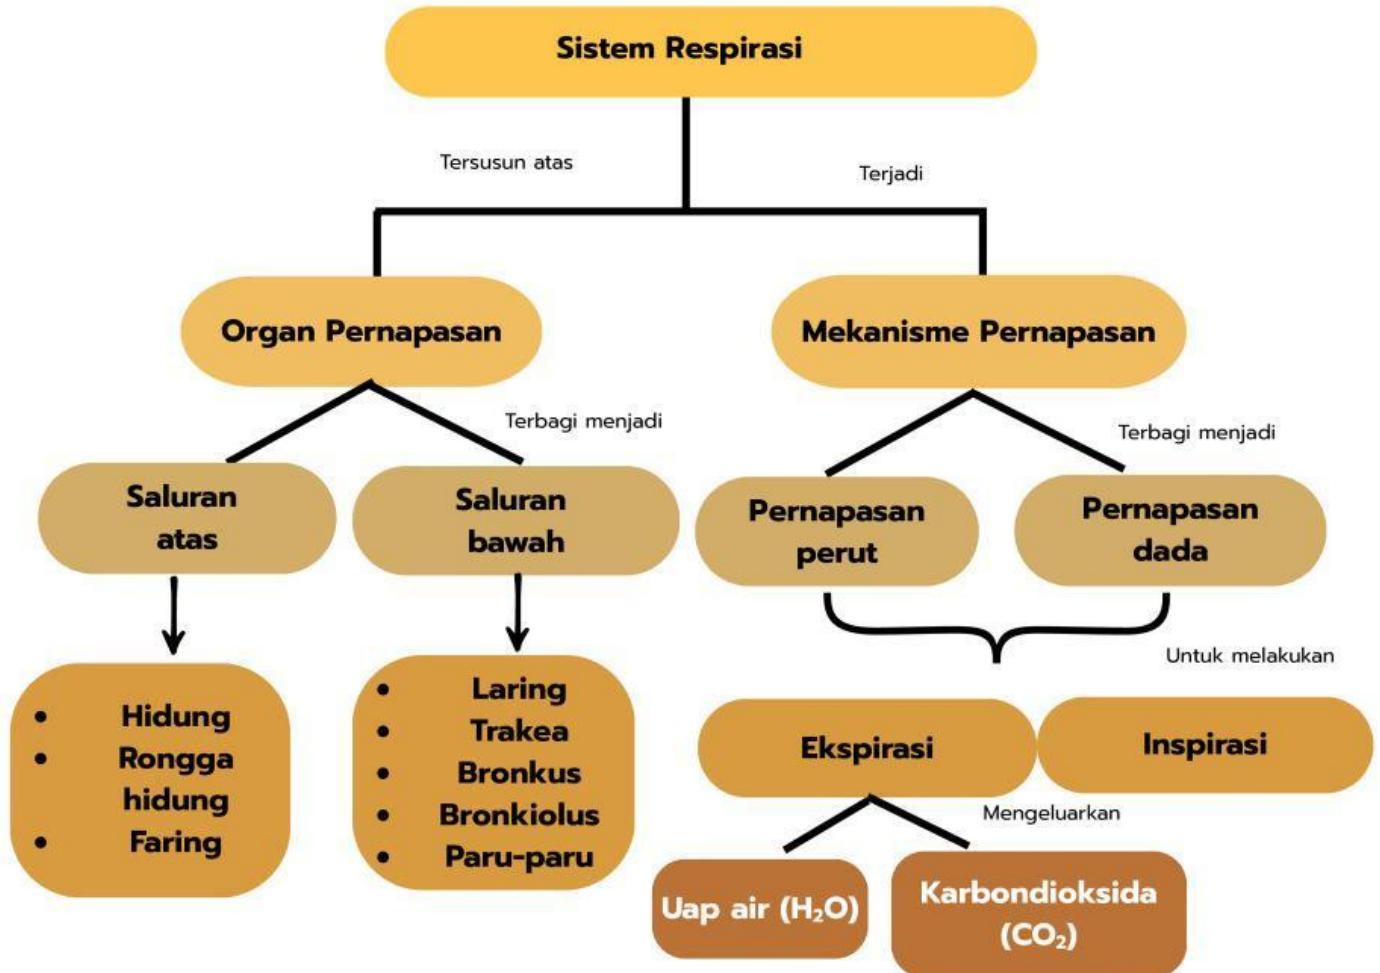 Sistem Respirasi
Tersusun atas
Terjadi
Organ Pernapasan
Mekanisme Pernapasan
Terbagi menjadi
Terbagi menjadi
Saluran
atas
Saluran
bawah
Pernapasan
perut
Pernapasan
dada
Untuk melakukan
• Hidung
• Rongga
hidung
• Faring
• Laring
• Trakea
• Bronkus
• Bronkiolus
• Paru-paru
Ekspirasi
Inspirasi
Mengeluarkan
Uap air (H₂O)
Karbondioksida
(CO₂)